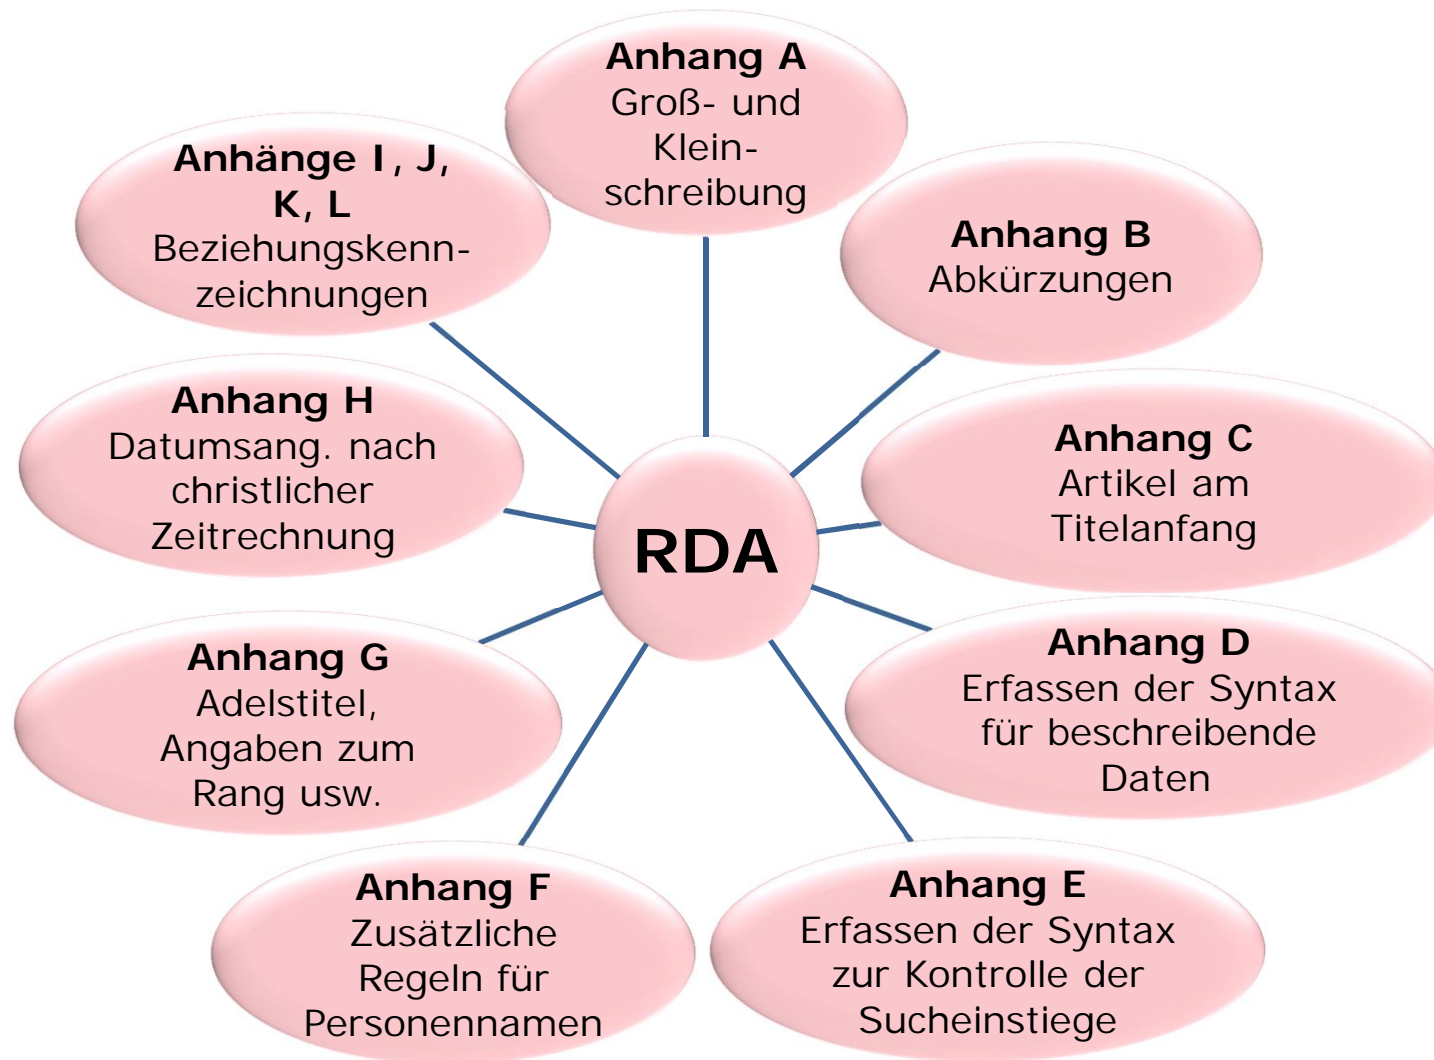 Anhang A
Groß- und
Klein-
schreibung
Anhang B
Abkürzungen
Anhang C
Artikel am
Titelanfang
Anhang D
Erfassen der Syntax
für beschreibende
Daten
Anhang E
Erfassen der Syntax
zur Kontrolle der
Sucheinstiege
Anhang F
Zusätzliche
Regeln für
Personennamen
Anhang G
Adelstitel,
Angaben zum
Rang usw.
Anhang H
Datumsang. nach
christlicher
Zeitrechnung
Anhänge I, J,
K, L
Beziehungskenn-
zeichnungen
RDA